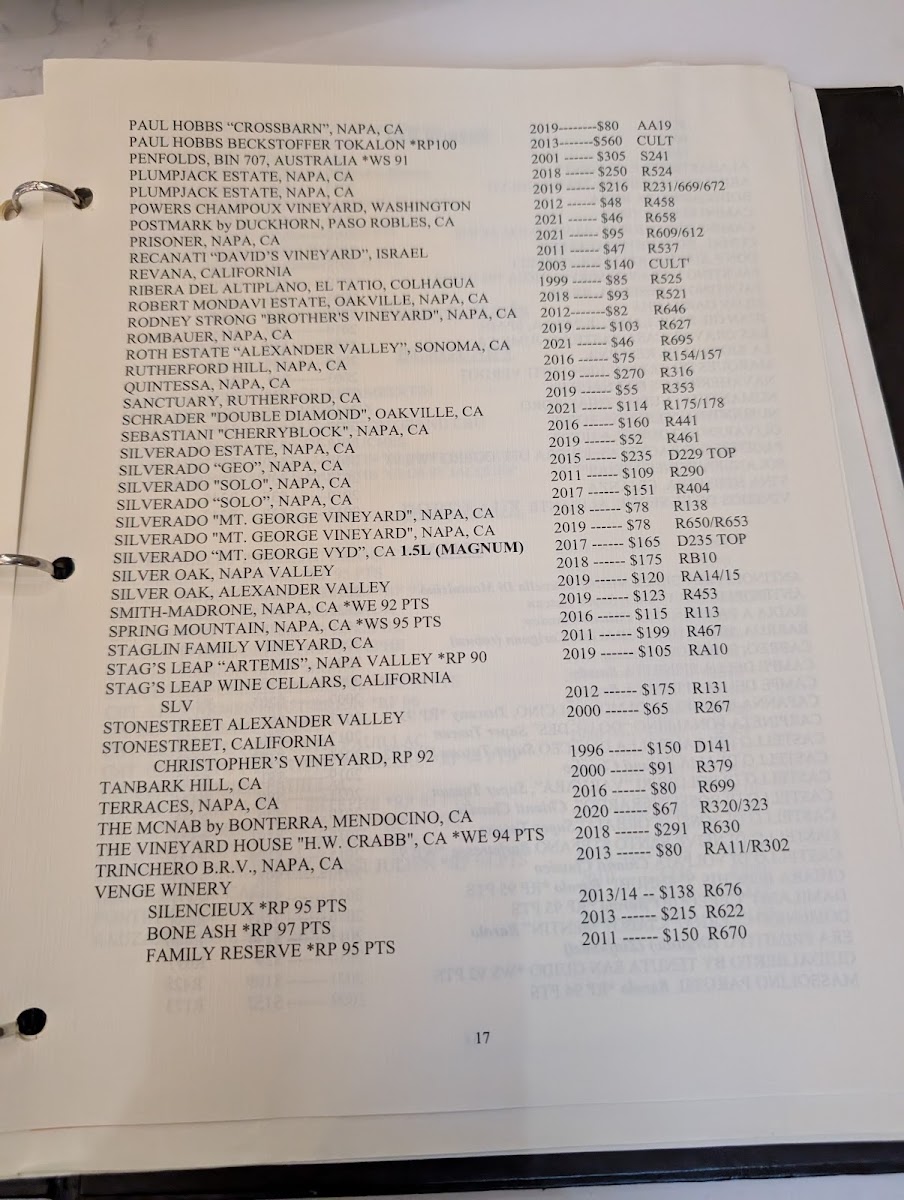 PAUL HOBBS “CROSSBARN”, NAPA, CA 2019--------$80 AA19
PAUL HOBBS BECKSTOFFER TOKALON *RP100 2013-------$560 CULT
PENFOLDS, BIN 707, AUSTRALIA *WS 91 2001 ------ $305 S241
PLUMPJACK ESTATE, NAPA, CA 2018 ------ $250 R524
PLUMPJACK ESTATE, NAPA, CA 2019 ------ $216 R231/669/672
POWERS CHAMPOUX VINEYARD, WASHINGTON 2012 ------ $48 R458
POSTMARK by DUCKHORN, PASO ROBLES, CA 2021 ------ $46 R658
PRISONER, NAPA, CA 2021 ------ $95 R609/612
RECANATI “DAVID’S VINEYARD”, ISRAEL 2011 ------ $47 R537
REVANA, CALIFORNIA 2003 ------ $140 CULT'
RIBERA DEL ALTIPLANO, EL TATIO, COLHAGUA 1999 ------ $85 R525
ROBERT MONDAVI ESTATE, OAKVILLE, NAPA, CA 2018 ------ $93 R521
RODNEY STRONG "BROTHER'S VINEYARD", NAPA, CA 2012-------$82 R646
ROMBAUER, NAPA, CA 2019 ------ $103 R627
ROTH ESTATE “ALEXANDER VALLEY”, SONOMA, CA 2021 ------ $46 R695
RUTHERFORD HILL, NAPA, CA 2016 ------ $75 R154/157
QUINTESSA, NAPA, CA 2019 ------ $270 R316
SANCTUARY, RUTHERFORD, CA 2019 ------ $55 R353
SCHRADER "DOUBLE DIAMOND", OAKVILLE, CA 2021 ------ $114 R175/178
SEBASTIANI "CHERRYBLOCK", NAPA, CA 2016 ------ $160 R441
SILVERADO ESTATE, NAPA, CA 2019 ------ $52 R461
SILVERADO “GEO”, NAPA, CA 2015 ------ $235 D229 TOP
SILVERADO "SOLO", NAPA, CA 2011 ------ $109 R290
SILVERADO “SOLO”, NAPA, CA 2017 ------ $151 R404
SILVERADO "MT. GEORGE VINEYARD", NAPA, CA 2018 ------ $78 R138
SILVERADO "MT. GEORGE VINEYARD", NAPA, CA 2019 ------ $78 R650/R653
SILVERADO “MT. GEORGE VYD”, CA 1.5L (MAGNUM) 2017 ------ $165 D235 TOP
SILVER OAK, NAPA VALLEY 2018 ------ $175 RB10
SILVER OAK, ALEXANDER VALLEY 2019 ------ $120 RA14/15
SMITH-MADRONE, NAPA, CA *WE 92 PTS 2019 ------ $123 R453
SPRING MOUNTAIN, NAPA, CA *WS 95 PTS 2016 ------ $115 R113
STAGLIN FAMILY VINEYARD, CA 2011 ------ $199 R467
STAG’S LEAP “ARTEMIS”, NAPA VALLEY *RP 90 2019 ------ $105 RA10
STAG’S LEAP WINE CELLARS, CALIFORNIA
SLV 2012 ------ $175 R131
STONESTREET ALEXANDER VALLEY 2000 ------ $65 R267
STONESTREET, CALIFORNIA
CHRISTOPHER’S VINEYARD, RP 92 1996 ------ $150 D141
TANBARK HILL, CA 2000 ------ $91 R379
TERRACES, NAPA, CA 2016 ------ $80 R699
THE MCNAB by BONTERRA, MENDOCINO, CA 2020 ------ $67 R320/323
THE VINEYARD HOUSE "H.W. CRABB", CA *WE 94 PTS 2018 ------ $291 R630
TRINCHERO B.R.V., NAPA, CA 2013 ------ $80 RA11/R302
VENGE WINERY
SILENCIEUX *RP 95 PTS 2013/14 -- $138 R676
BONE ASH *RP 97 PTS 2013 ------ $215 R622
FAMILY RESERVE *RP 95 PTS 2011 ------ $150 R670
17